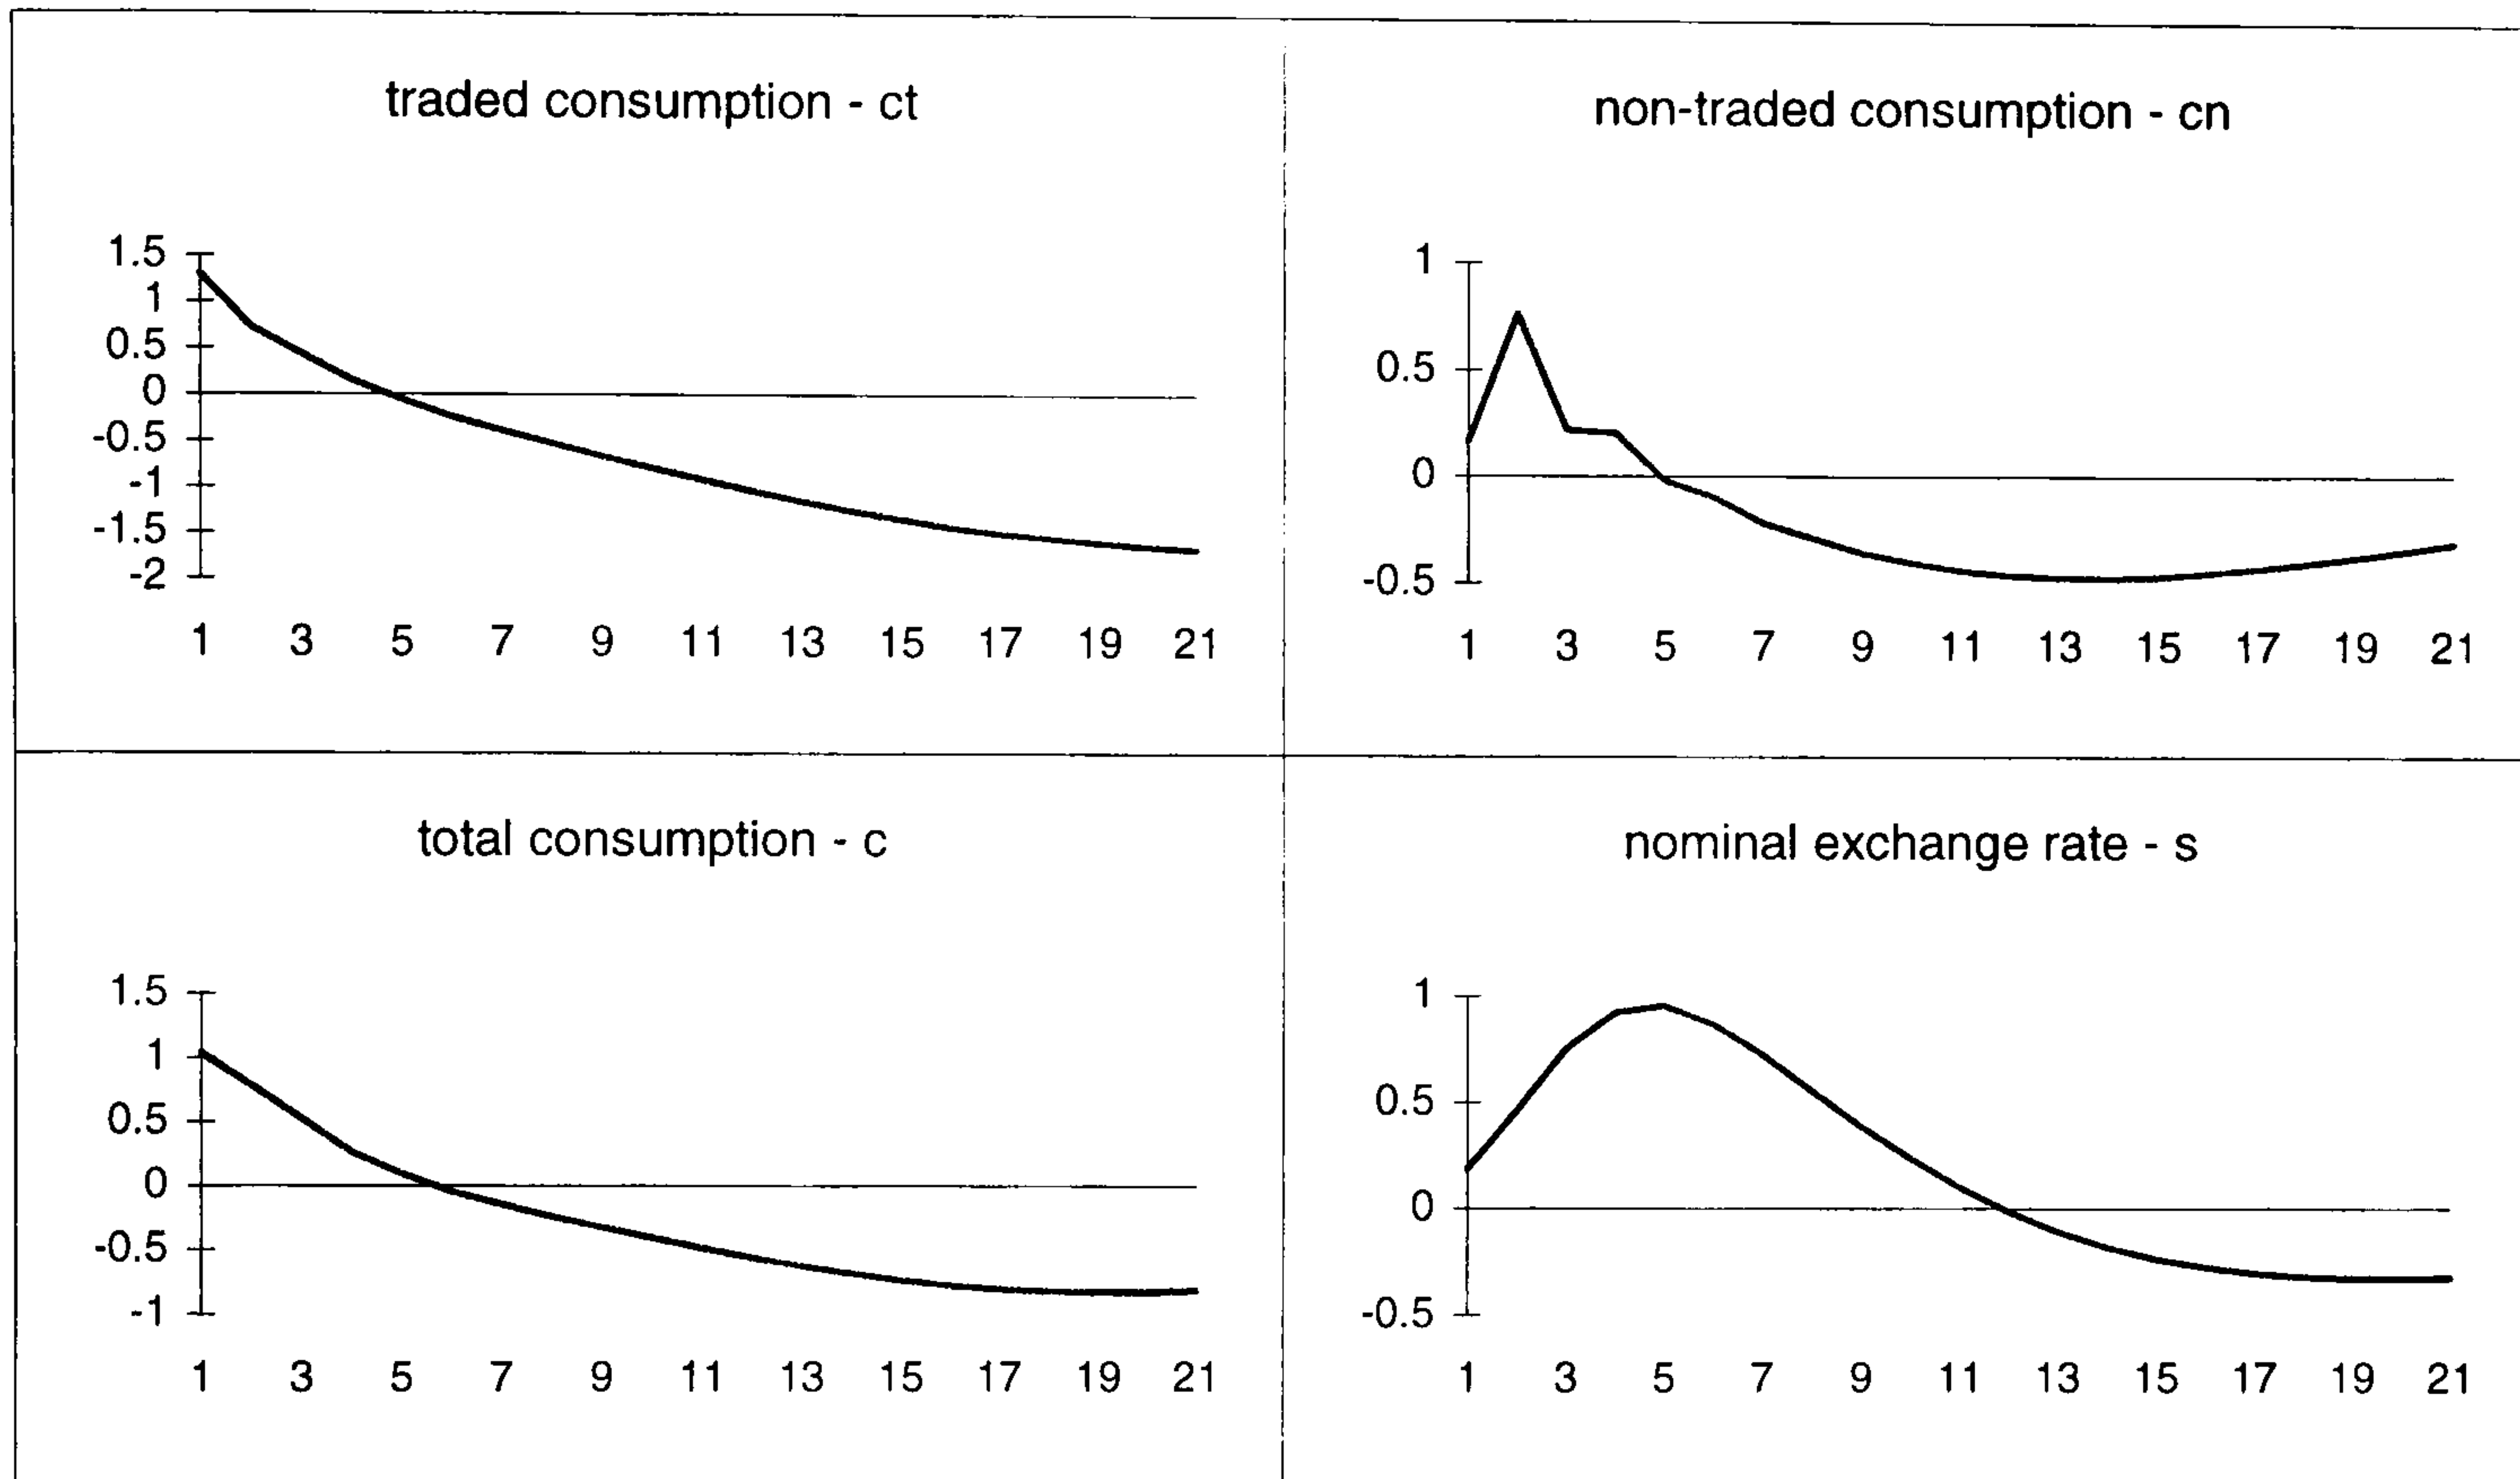 traded consumption - ct
1.5
1
0.5
0
-0.5
-1
-1.5
-2
1 3 5 7 9 11 13 15 17 19 21
non-traded consumption - cn
1
0.5
0
-0.5
1 3 5 7 9 11 13 15 17 19 21
total consumption - c
1.5
1
0.5
0
-0.5
-1
1 3 5 7 9 11 13 15 17 19 21
nominal exchange rate - s
1
0.5
0
-0.5
1 3 5 7 9 11 13 15 17 19 21